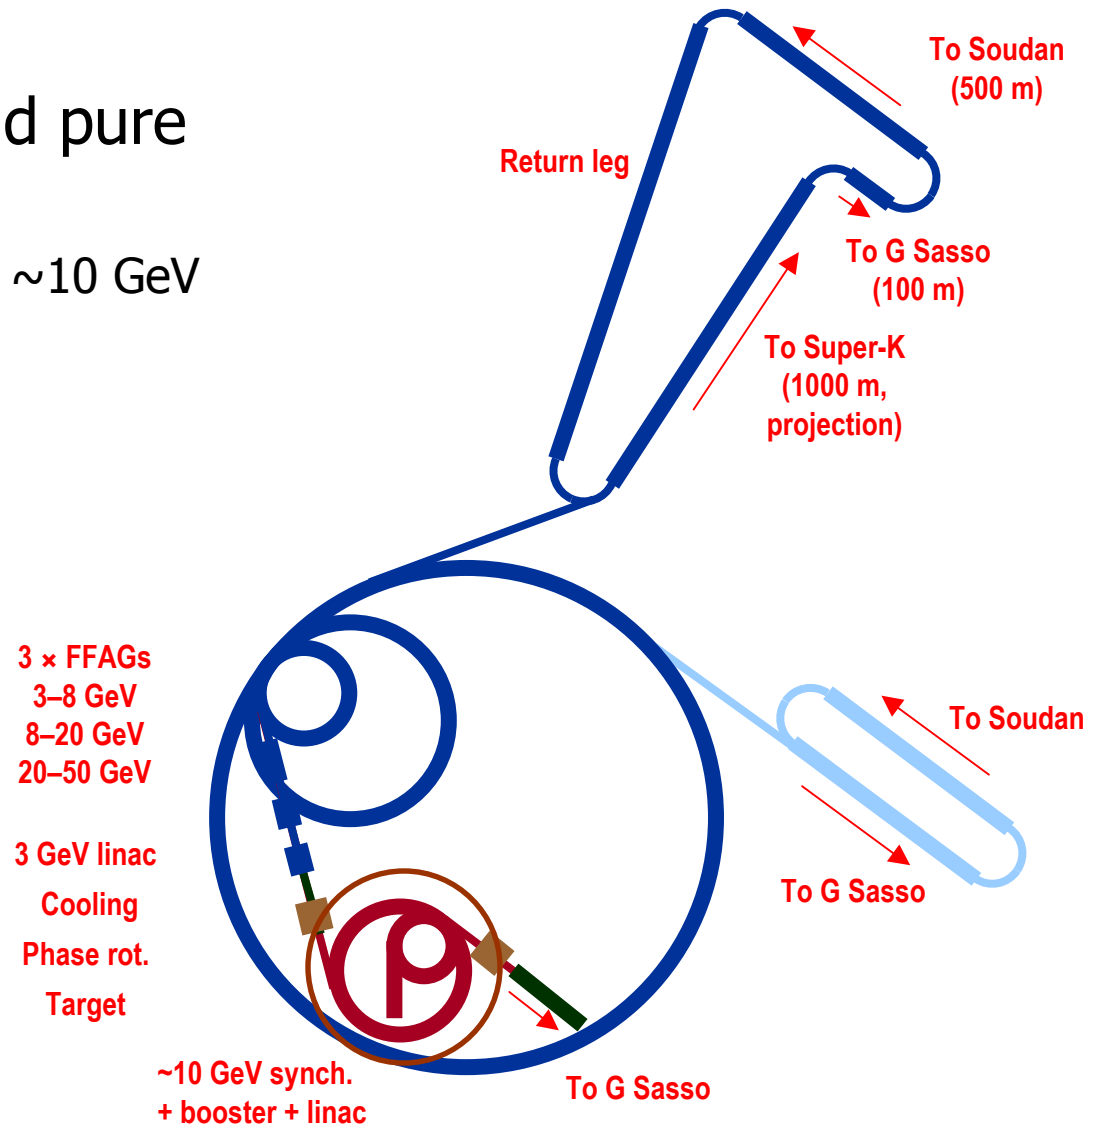 d pure
~10 GeV
To Soudan
(500 m)
Return leg
To G Sasso
(100 m)
To Super-K
(1000 m,
projection)
3 × FFAGs
3–8 GeV
8–20 GeV
20–50 GeV
To Soudan
3 GeV linac
Cooling
Phase rot.
Target
To G Sasso
~10 GeV synch.
+ booster + linac
To G Sasso